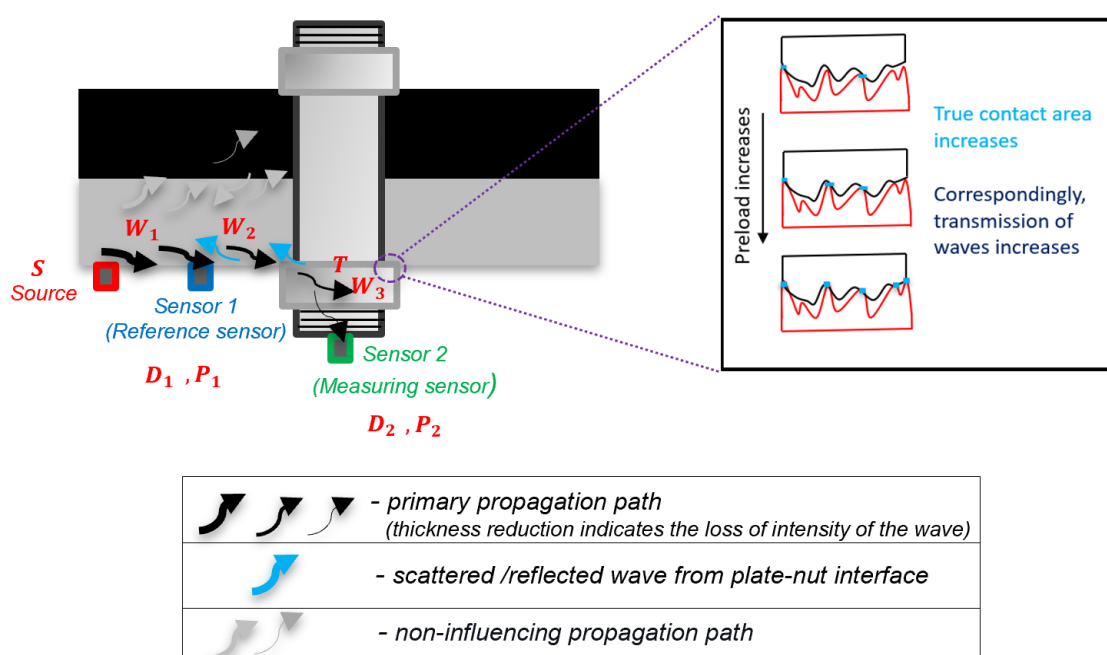 W₁
W₂
T
W₃
S
Source
Sensor 1
(Reference sensor)
D₁ , P₁
Sensor 2
(Measuring sensor)
D₂ , P₂
Preload increases
True contact area
increases
Correspondingly,
transmission of
waves increases
- primary propagation path
(thickness reduction indicates the loss of intensity of the wave)
- scattered /reflected wave from plate-nut interface
- non-influencing propagation path